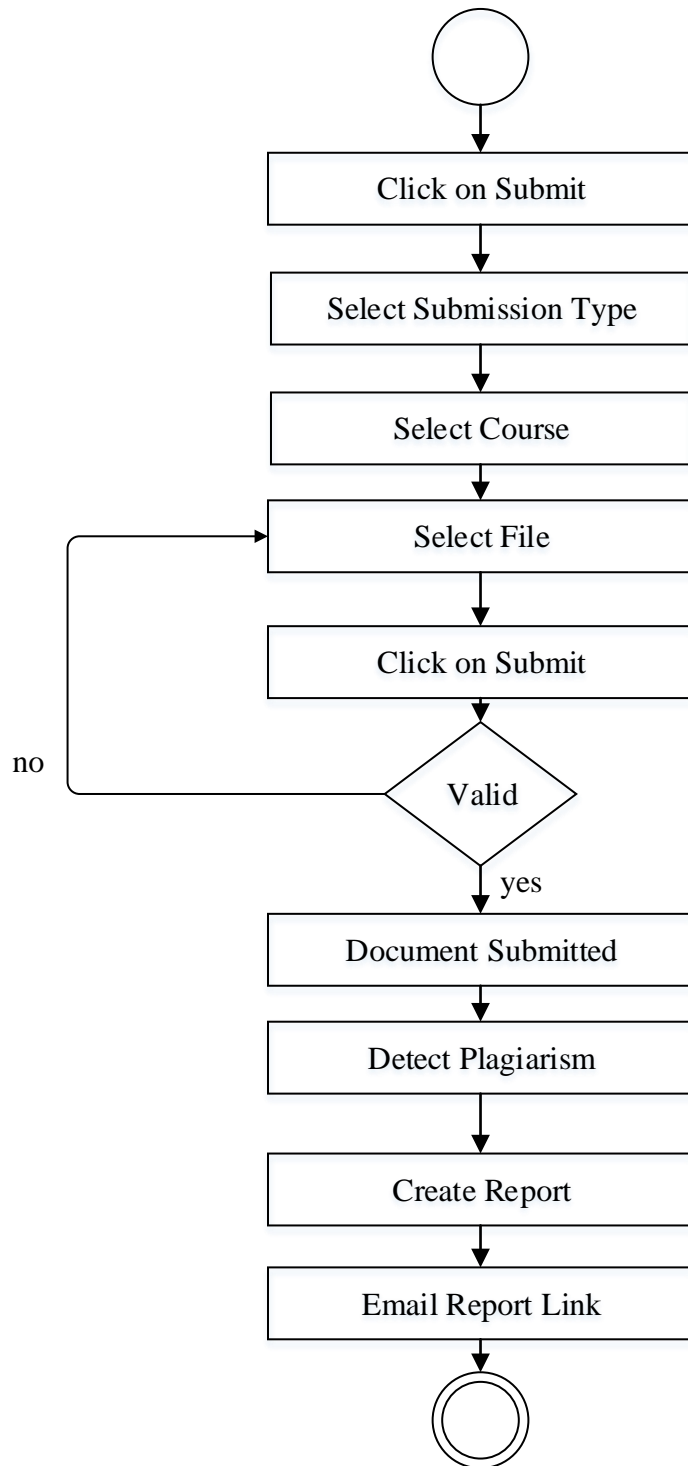 Click on Submit
Select Submission Type
Select Course
Select File
Click on Submit
no
Valid
yes
Document Submitted
Detect Plagiarism
Create Report
Email Report Link